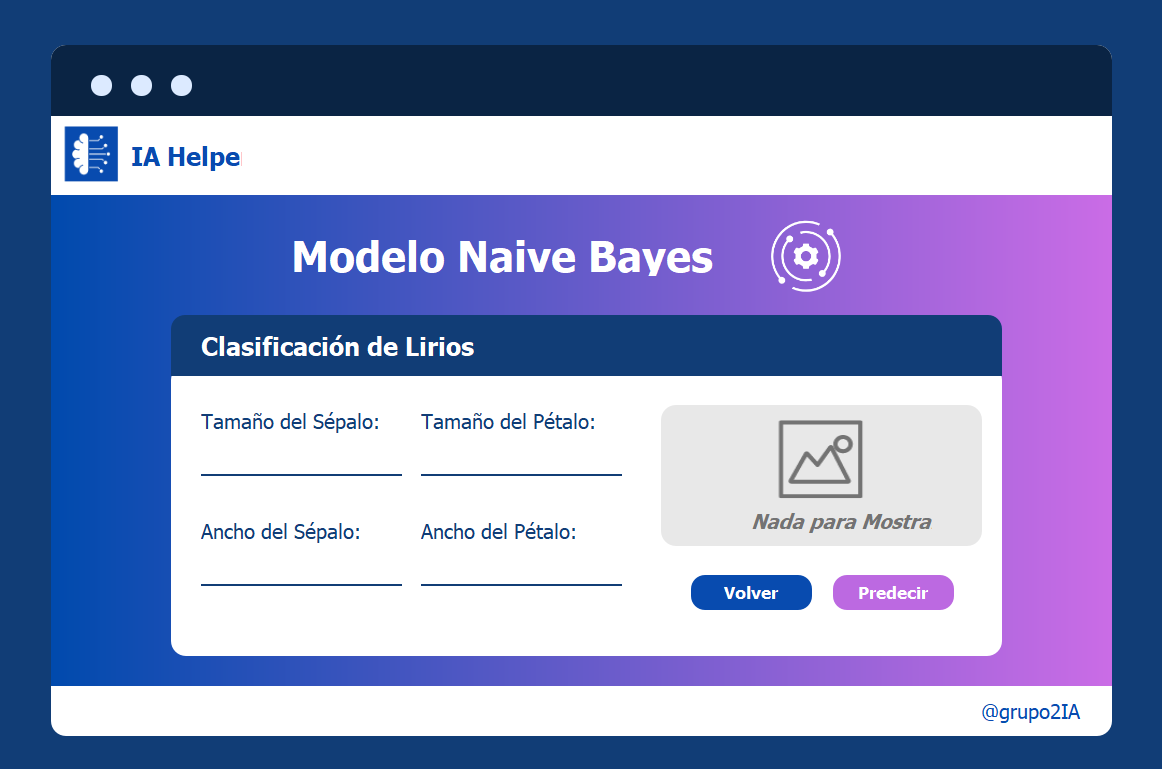 IA Helpe
Modelo Naive Bayes
Clasificación de Lirios
Tamaño del Sépalo: Tamaño del Pétalo:
Ancho del Sépalo: Ancho del Pétalo:
Nada para Mostra
Volver Predecir
@grupo2IA